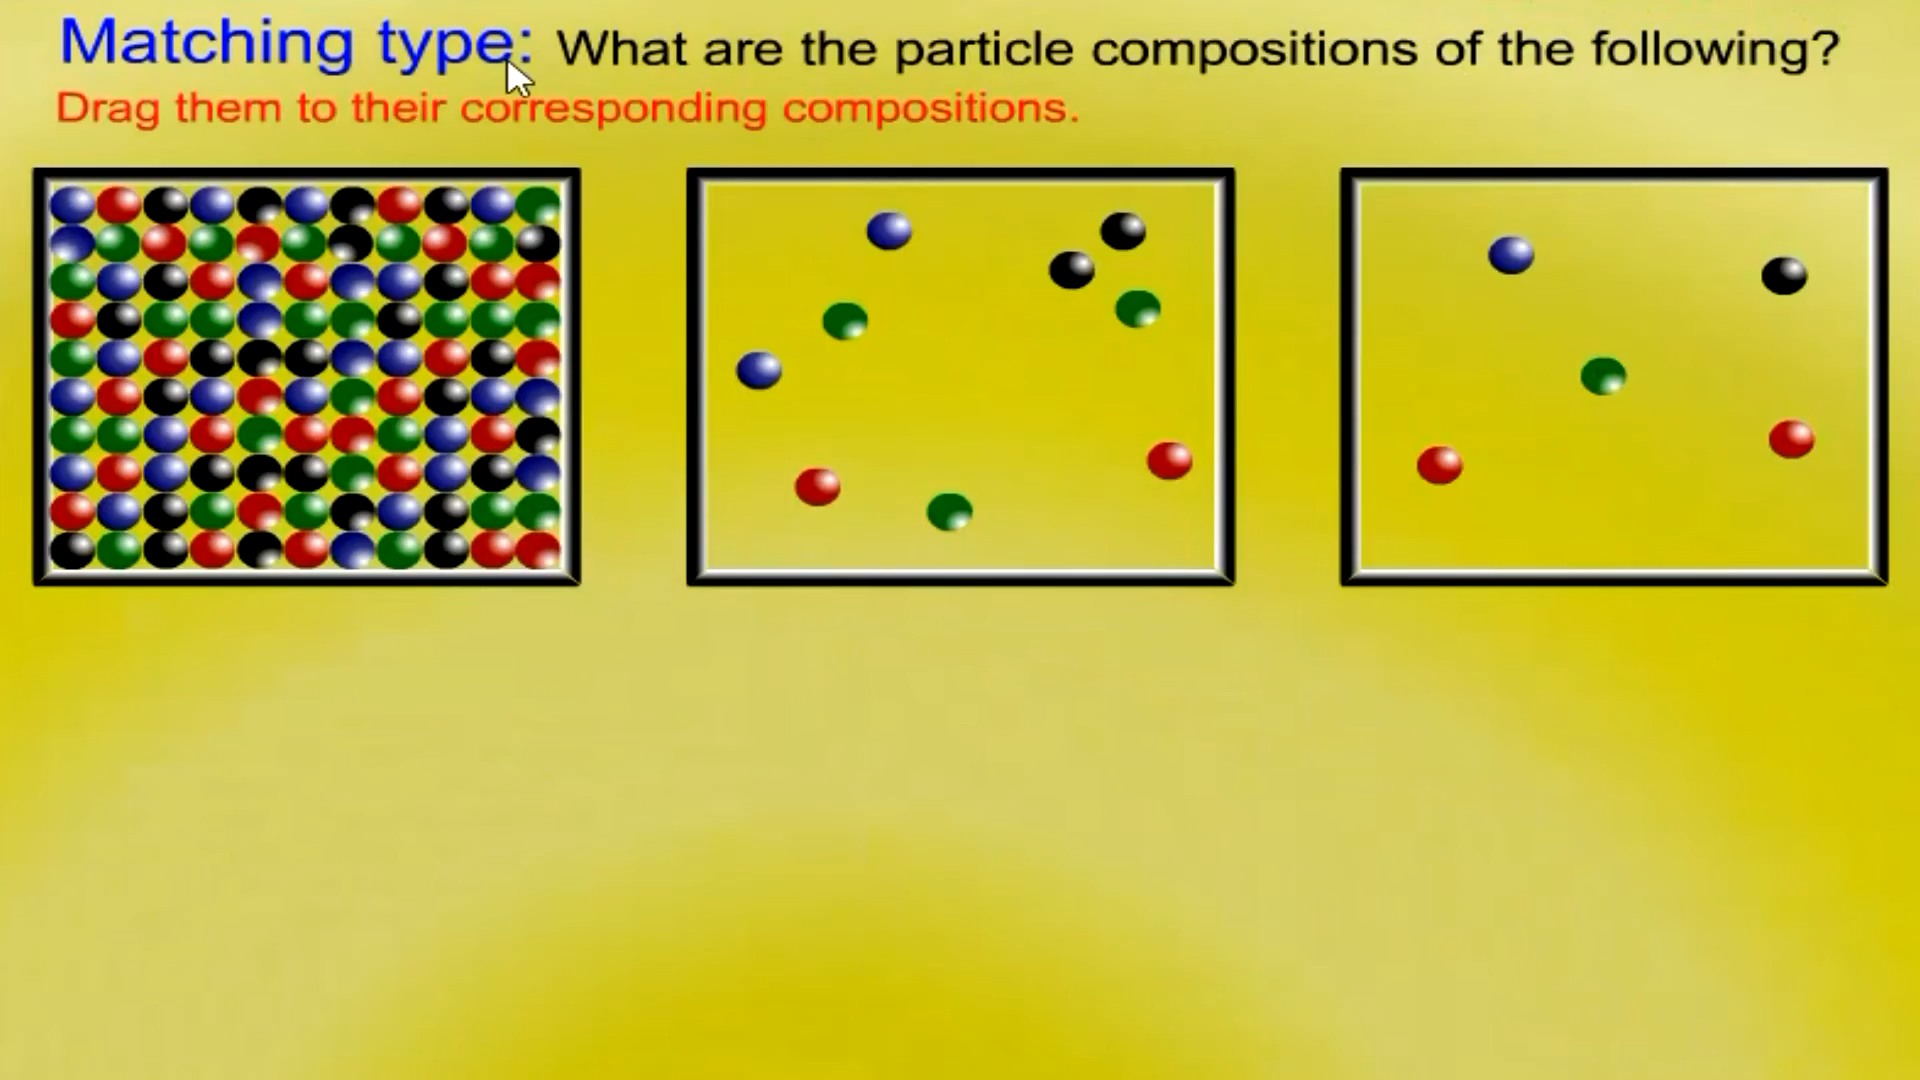 Matching type: What are the particle compositions of the following?
Drag them to their corresponding compositions.